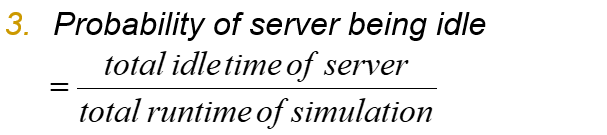 3. Probability of server being idle
= total idle time of server
total runtime of simulation